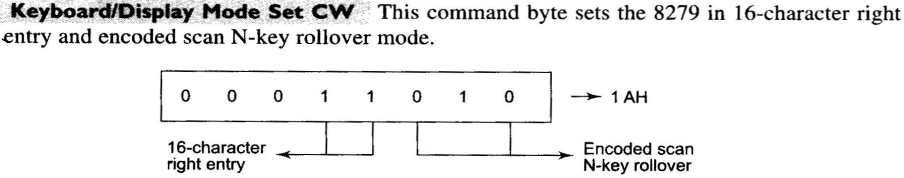 Keyboard/Display Mode Set CW This command byte sets the 8279 in 16-character right
entry and encoded scan N-key rollover mode.
0 0 0 1 1 0 1 0 1 AH
16-character
right entry
Encoded scan
N-key rollover